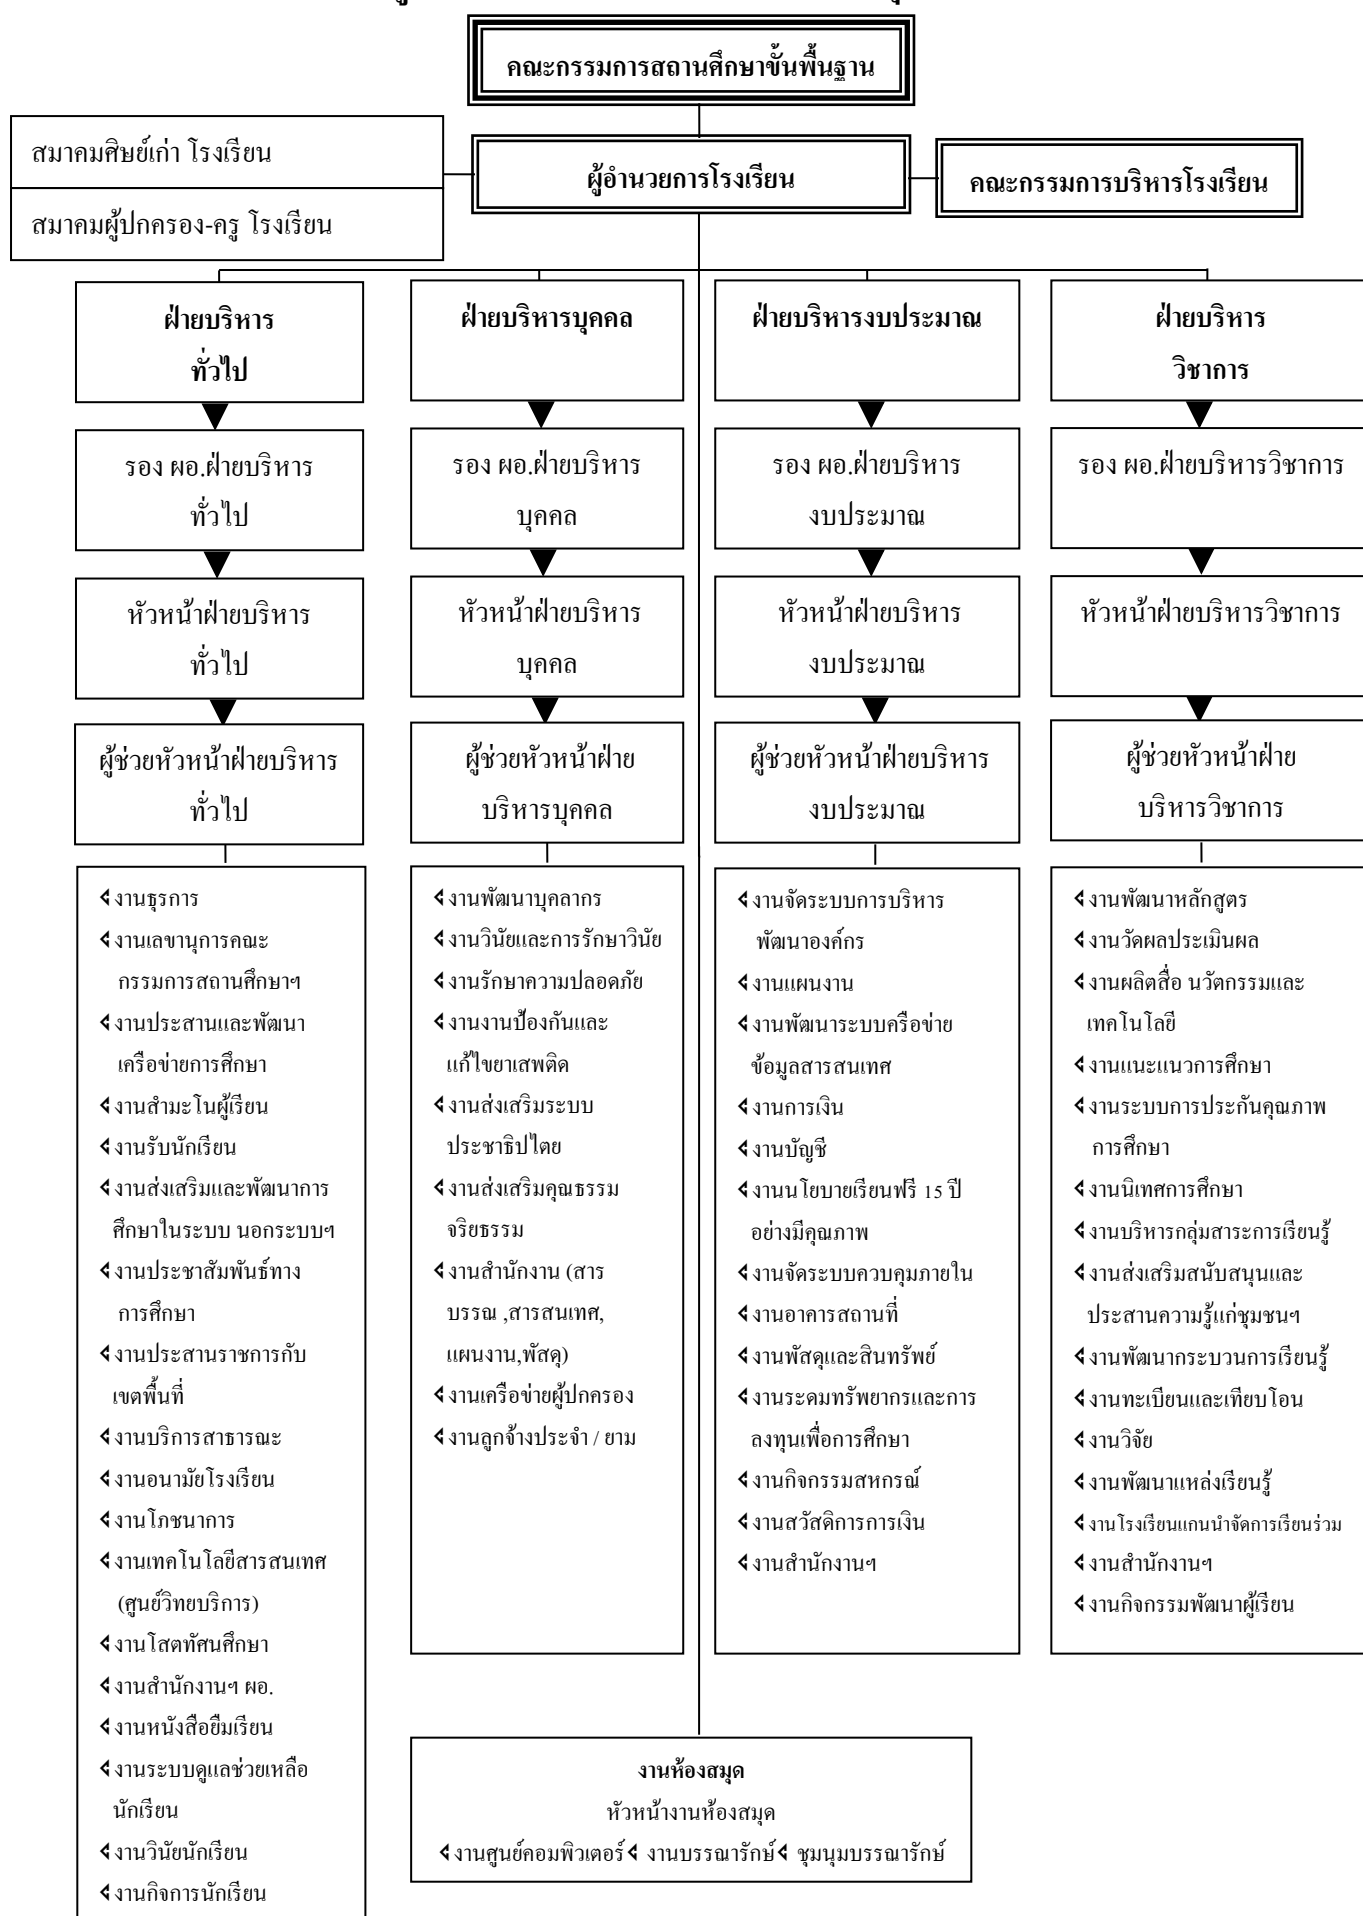 คณะกรรมการสถานศึกษาขั้นพื้นฐาน
สมาคมศิษย์เก่า โรงเรียน
สมาคมผู้ปกครอง-ครู โรงเรียน
ผู้อำนวยการโรงเรียน
คณะกรรมการบริหารโรงเรียน
ฝ่ายบริหาร
ทั่วไป
รอง ผอ.ฝ่ายบริหาร
ทั่วไป
หัวหน้าฝ่ายบริหาร
ทั่วไป
ผู้ช่วยหัวหน้าฝ่ายบริหาร
ทั่วไป
งานธุรการ
งานเลขานุการคณะ
กรรมการสถานศึกษาฯ
งานประสานและพัฒนา
เครือข่ายการศึกษา
งานสำมะโนผู้เรียน
งานรับนักเรียน
งานส่งเสริมและพัฒนาการ
ศึกษาในระบบ นอกระบบฯ
งานประชาสัมพันธ์ทาง
การศึกษา
งานประสานราชการกับ
เขตพื้นที่
งานบริการสาธารณะ
งานอนามัยโรงเรียน
งานโภชนาการ
งานเทคโนโลยีสารสนเทศ
(ศูนย์วิทยบริการ)
งานโสตทัศนศึกษา
งานสำนักงานฯ ผอ.
งานหนังสือยืมเรียน
งานระบบดูแลช่วยเหลือ
นักเรียน
งานวินัยนักเรียน
งานกิจการนักเรียน
ฝ่ายบริหารบุคคล
รอง ผอ.ฝ่ายบริหาร
บุคคล
หัวหน้าฝ่ายบริหาร
บุคคล
ผู้ช่วยหัวหน้าฝ่าย
บริหารบุคคล
งานพัฒนาบุคลากร
งานวินัยและการรักษาวินัย
งานรักษาความปลอดภัย
งานงานป้องกันและ
แก้ไขยาเสพติด
งานส่งเสริมระบบ
ประชาธิปไตย
งานส่งเสริมคุณธรรม
จริยธรรม
งานสำนักงาน (สาร
บรรณ ,สารสนเทศ,
แผนงาน,พัสดุ)
งานเครือข่ายผู้ปกครอง
งานลูกจ้างประจำ / ยาม
ฝ่ายบริหารงบประมาณ
รอง ผอ.ฝ่ายบริหาร
งบประมาณ
หัวหน้าฝ่ายบริหาร
งบประมาณ
ผู้ช่วยหัวหน้าฝ่ายบริหาร
งบประมาณ
งานจัดระบบการบริหาร
พัฒนาองค์กร
งานแผนงาน
งานพัฒนาระบบครือข่าย
ข้อมูลสารสนเทศ
งานการเงิน
งานบัญชี
งานนโยบายเรียนฟรี 15 ปี
อย่างมีคุณภาพ
งานจัดระบบควบคุมภายใน
งานอาคารสถานที่
งานพัสดุและสินทรัพย์
งานระดมทรัพยากรและการ
ลงทุนเพื่อการศึกษา
งานกิจกรรมสหกรณ์
งานสวัสดิการการเงิน
งานสำนักงานฯ
ฝ่ายบริหาร
วิชาการ
รอง ผอ.ฝ่ายบริหารวิชาการ
หัวหน้าฝ่ายบริหารวิชาการ
ผู้ช่วยหัวหน้าฝ่าย
บริหารวิชาการ
งานพัฒนาหลักสูตร
งานวัดผลประเมินผล
งานผลิตสื่อ นวัตกรรมและ
เทคโนโลยี
งานแนะแนวการศึกษา
งานระบบการประกันคุณภาพ
การศึกษา
งานนิเทศการศึกษา
งานบริหารกลุ่มสาระการเรียนรู้
งานส่งเสริมสนับสนุนและ
ประสานความรู้แก่ชุมชนฯ
งานพัฒนากระบวนการเรียนรู้
งานทะเบียนและเทียบโอน
งานวิจัย
งานพัฒนาแหล่งเรียนรู้
งานโรงเรียนแกนนำจัดการเรียนร่วม
งานสำนักงานฯ
งานกิจกรรมพัฒนาผู้เรียน
งานห้องสมุด
หัวหน้างานห้องสมุด
งานศูนย์คอมพิวเตอร์ งานบรรณารักษ์ ชุมนุมบรรณารักษ์